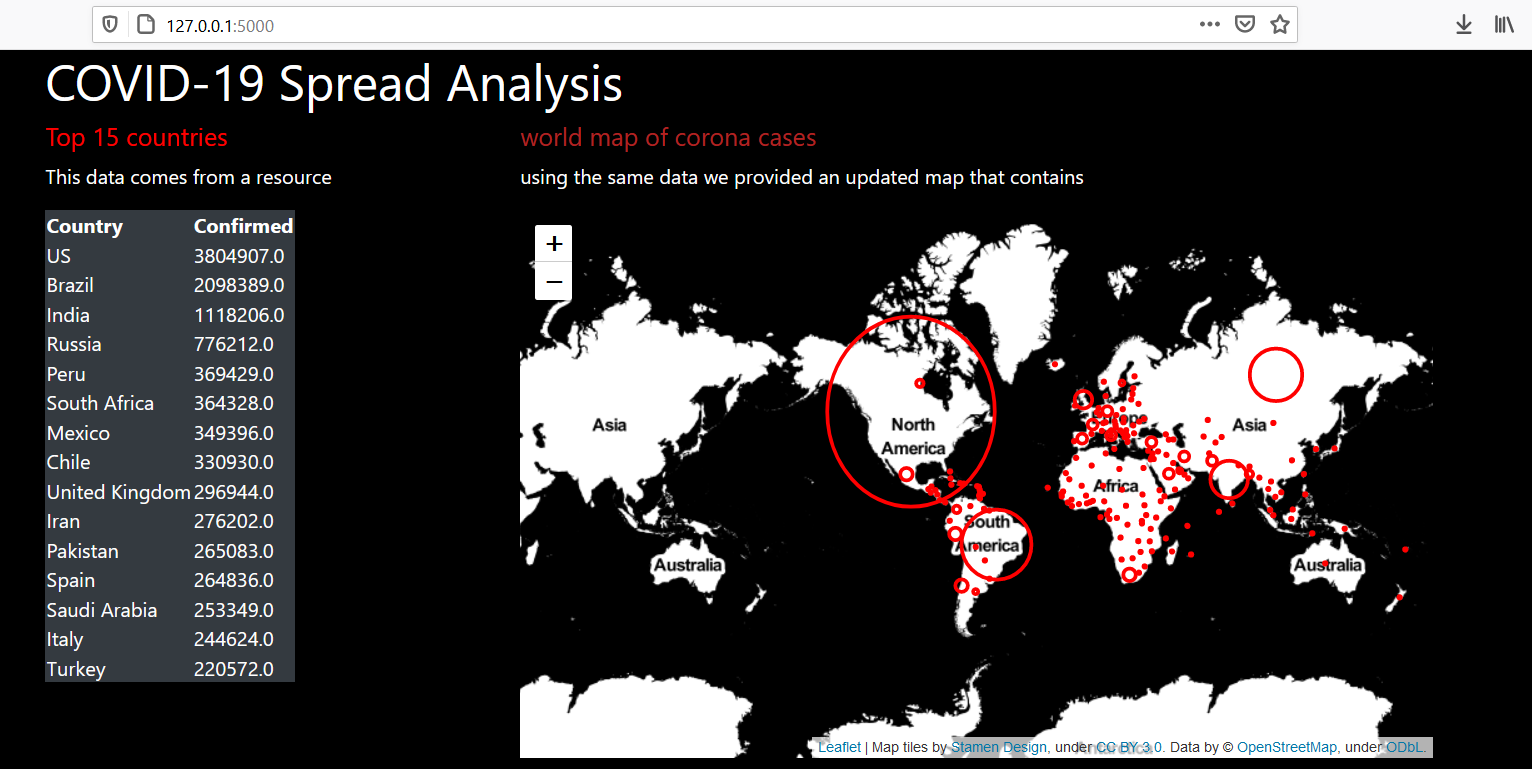 127.0.0.1:5000
COVID-19 Spread Analysis
Top 15 countries
This data comes from a resource
Country Confirmed
US 3804907.0
Brazil 2098389.0
India 1118206.0
Russia 776212.0
Peru 369429.0
South Africa 364328.0
Mexico 349396.0
Chile 330930.0
United Kingdom 296944.0
Iran 276202.0
Pakistan 265083.0
Spain 264836.0
Saudi Arabia 253349.0
Italy 244624.0
Turkey 220572.0
world map of corona cases
using the same data we provided an updated map that contains
+
−
Asia
North
America
Europe
Asia
Africa
South
America
Australia
Australia
Leaflet | Map tiles by Stamen Design, under CC BY 3.0. Data by © OpenStreetMap, under ODbL.